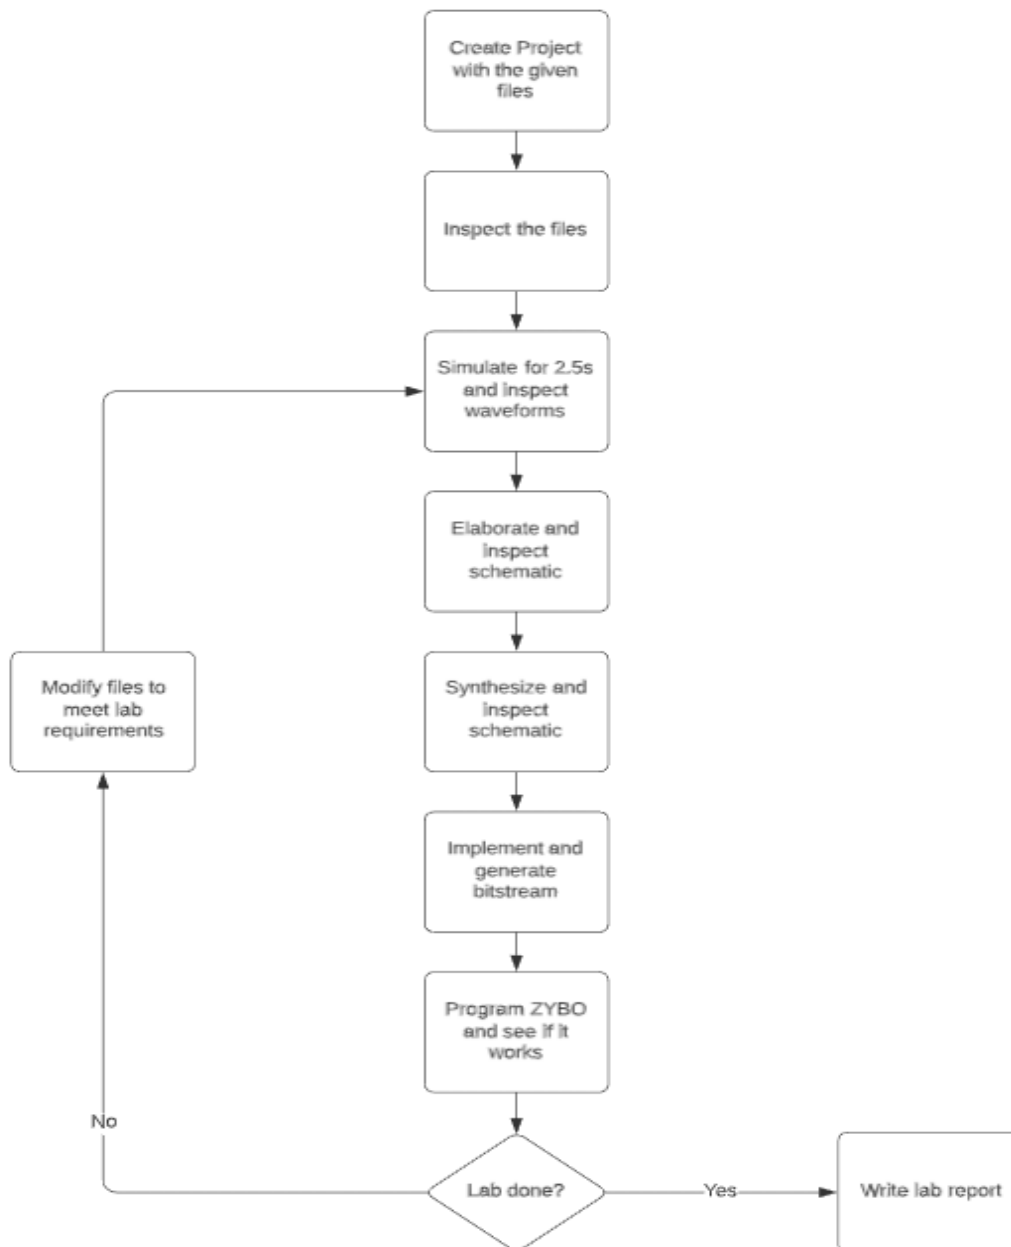 Create Project
with the given
files
Inspect the files
Simulate for 2.5s
and inspect
waveforms
Elaborate and
inspect
schematic
Modify files to
meet lab
requirements
Synthesize and
inspect
schematic
Implement and
generate
bitstream
Program ZYBO
and see if it
works
No
Lab done?
Yes
Write lab report